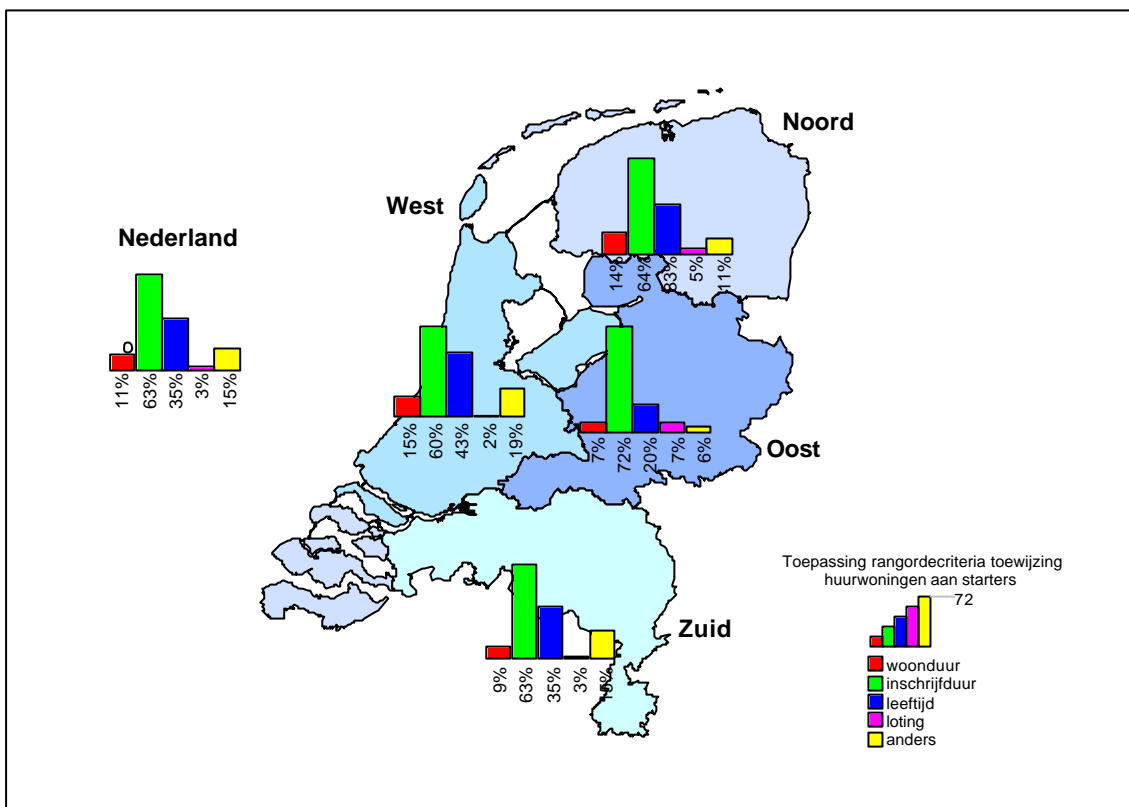 Noord
West
Nederland
14%
64%
83%
5%
11%
11%
63%
35%
3%
15%
15%
60%
43%
2%
19%
7%
72%
20%
7%
6%
Oost
Toepassing rangordecriteria toewijzing
huurwoningen aan starters
72
Zuid
9%
63%
35%
3%
15%
woonduur
inschrijfduur
leeftijd
loting
anders